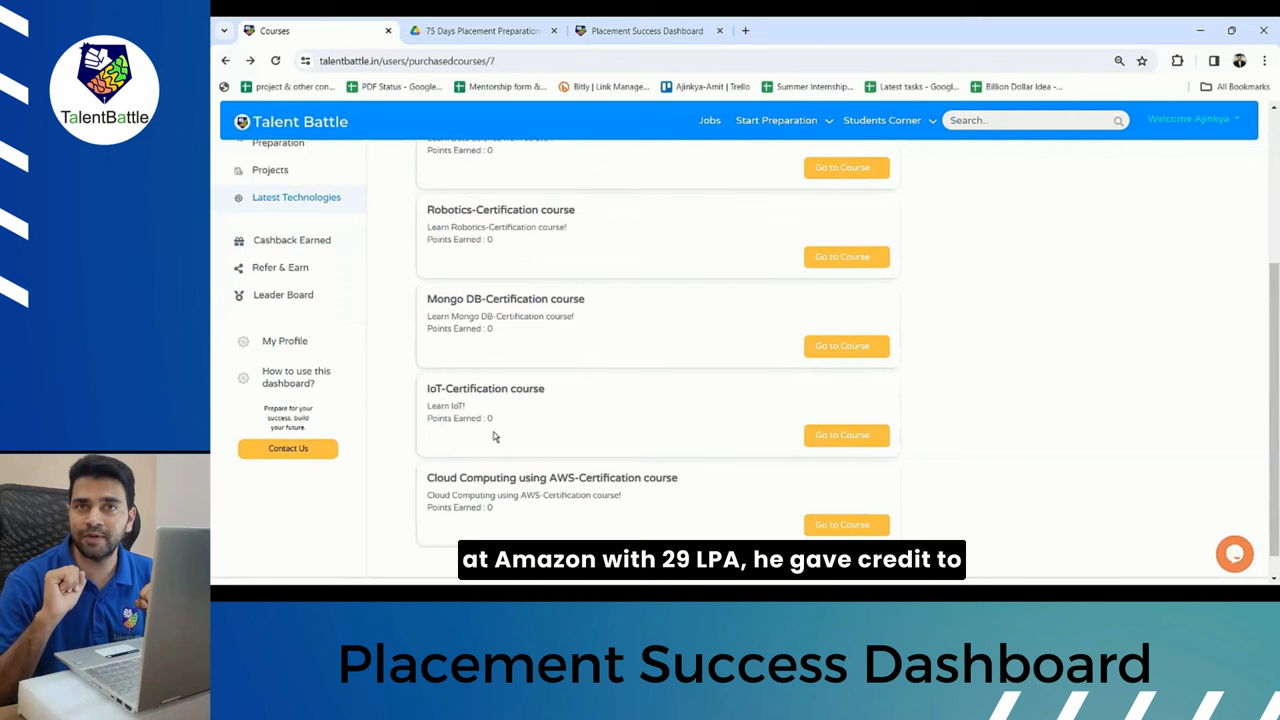 TalentBattle
Courses
75 Days Placement Preparation
Placement Success Dashboard
talentbattle.in/users/purchasedcourses/7
project & other con...
PDF Status - Google...
Mentorship form &...
Bitly | Link Manage...
Ajinkya-Amit | Trello
Summer Internship...
Latest tasks - Googl...
Billion Dollar Idea -...
All Bookmarks
Talent Battle
Jobs
Start Preparation
Students Corner
Search..
Welcome Ajinkya
Preparation
Projects
Latest Technologies
Cashback Earned
Refer & Earn
Leader Board
My Profile
How to use this
dashboard?
Prepare for your
success, build
your future.
Contact Us
Points Earned : 0
Go to Course
Robotics-Certification course
Learn Robotics-Certification course!
Points Earned : 0
Go to Course
Mongo DB-Certification course
Learn Mongo DB-Certification course!
Points Earned : 0
Go to Course
IoT-Certification course
Learn IoT!
Points Earned : 0
Go to Course
Cloud Computing using AWS-Certification course
Cloud Computing using AWS-Certification course!
Points Earned : 0
Go to Course
at Amazon with 29 LPA, he gave credit to
Placement Success Dashboard